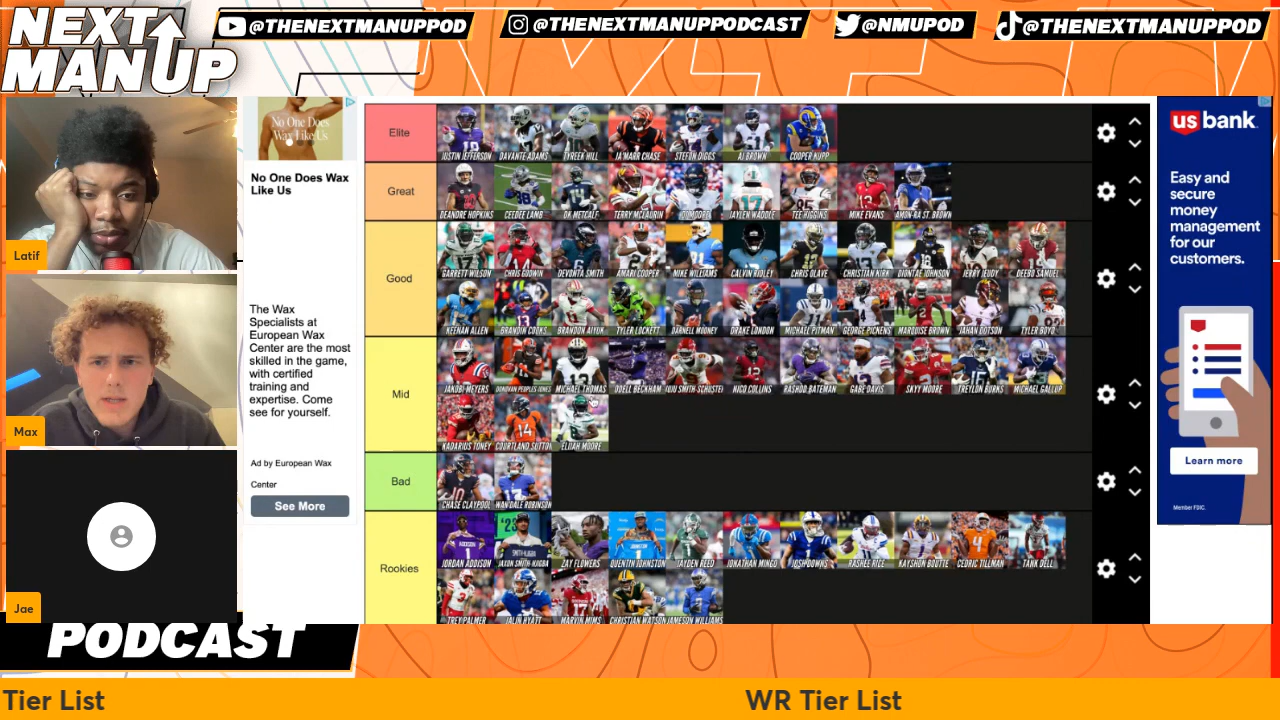 NEXT
MAN UP
@THENEXTMANUPPOD
@THENEXTMANUPPODCAST
@NMUPOD
@THENEXTMANUPPOD
Latif
Max
Jae
PODCAST
No One Does
Wax Like Us
No One Does Wax
Like Us
The Wax
Specialists at
European Wax
Center are the most
skilled in the game,
with certified
training and
expertise. Come
see for yourself.
Ad by European Wax
Center
See More
Elite
JUSTIN JEFFERSON DAVANTE ADAMS TYREEK HILL JA'MARR CHASE STEFON DIGGS AJ BROWN COOPER KUPP
Great
DEANDRE HOPKINS CEEDEE LAMB DK METCALF TERRY MCLAURIN DJ MOORE JAYLEN WADDLE TEE HIGGINS MIKE EVANS AMON-RA ST. BROWN
Good
GARRETT WILSON CHRIS GODWIN DEVONTA SMITH AMARI COOPER MIKE WILLIAMS CALVIN RIDLEY CHRIS OLAVE CHRISTIAN KIRK DIONTAE JOHNSON JERRY JEUDY DEEBO SAMUEL
KEENAN ALLEN BRANDIN COOKS BRANDON AIYUK TYLER LOCKETT DARNELL MOONEY DRAKE LONDON MICHAEL PITMAN GEORGE PICKENS MARQUISE BROWN JAHAN DOTSON TYLER BOYD
Mid
JAKOBI MEYERS DONOVAN PEOPLES JONES MICHAEL THOMAS ODELL BECKHAM JUJU SMITH-SCHUSTER NICO COLLINS RASHOD BATEMAN GABE DAVIS SKYY MOORE TREYLON BURKS MICHAEL GALLUP
KADARIUS TONEY COURTLAND SUTTON ELIJAH MOORE
Bad
CHASE CLAYPOOL WAN'DALE ROBINSON
Rookies
JORDAN ADDISON JAXON SMITH-NJIGBA ZAY FLOWERS QUENTIN JOHNSTON JAYDEN REED JONATHAN MINGO JOSH DOWNS RASHEE RICE KAYSHON BOUTTE CEDRIC TILLMAN TANK DELL
TREY PALMER JALIN HYATT MARVIN MIMS CHRISTIAN WATSON JAMESON WILLIAMS
us bank
Easy and
secure
money
management
for our
customers.
Learn more
Member FDIC.
Tier List
WR Tier List